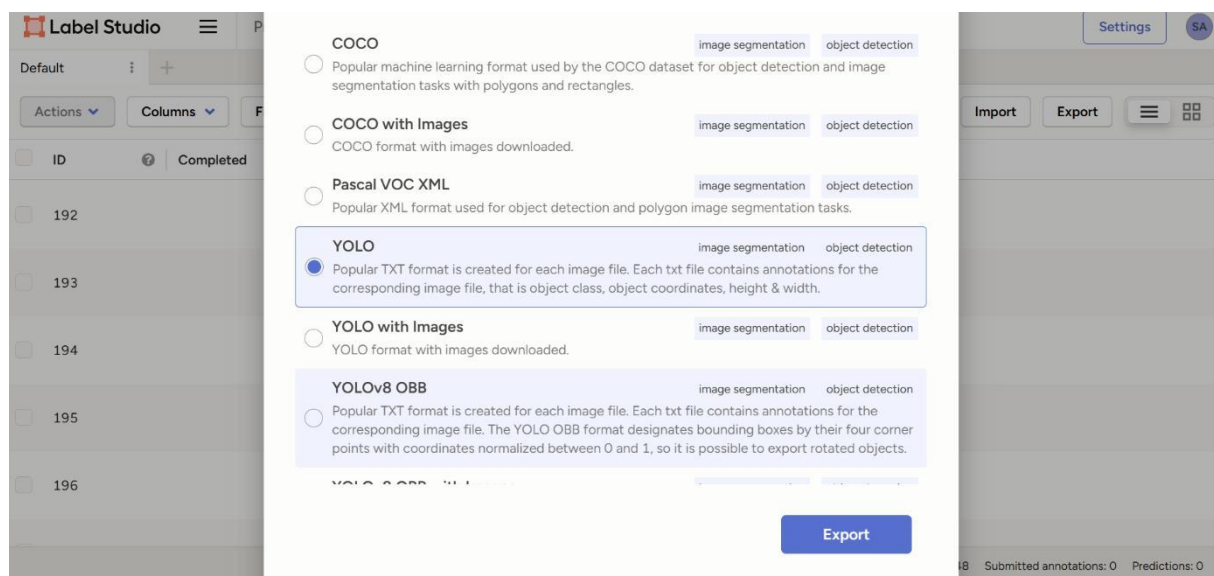 Label Studio
P
Settings
SA
Default
Actions
Columns
F
Import
Export
ID
Completed
192
193
194
195
196
COCO
image segmentation object detection
Popular machine learning format used by the COCO dataset for object detection and image
segmentation tasks with polygons and rectangles.
COCO with Images
image segmentation object detection
COCO format with images downloaded.
Pascal VOC XML
image segmentation object detection
Popular XML format used for object detection and polygon image segmentation tasks.
YOLO
image segmentation object detection
Popular TXT format is created for each image file. Each txt file contains annotations for the
corresponding image file, that is object class, object coordinates, height & width.
YOLO with Images
image segmentation object detection
YOLO format with images downloaded.
YOLOv8 OBB
image segmentation object detection
Popular TXT format is created for each image file. Each txt file contains annotations for the
corresponding image file. The YOLO OBB format designates bounding boxes by their four corner
points with coordinates normalized between 0 and 1, so it is possible to export rotated objects.
YOLOv8 OBB with Images
Export
Submitted annotations: 0 Predictions: 0